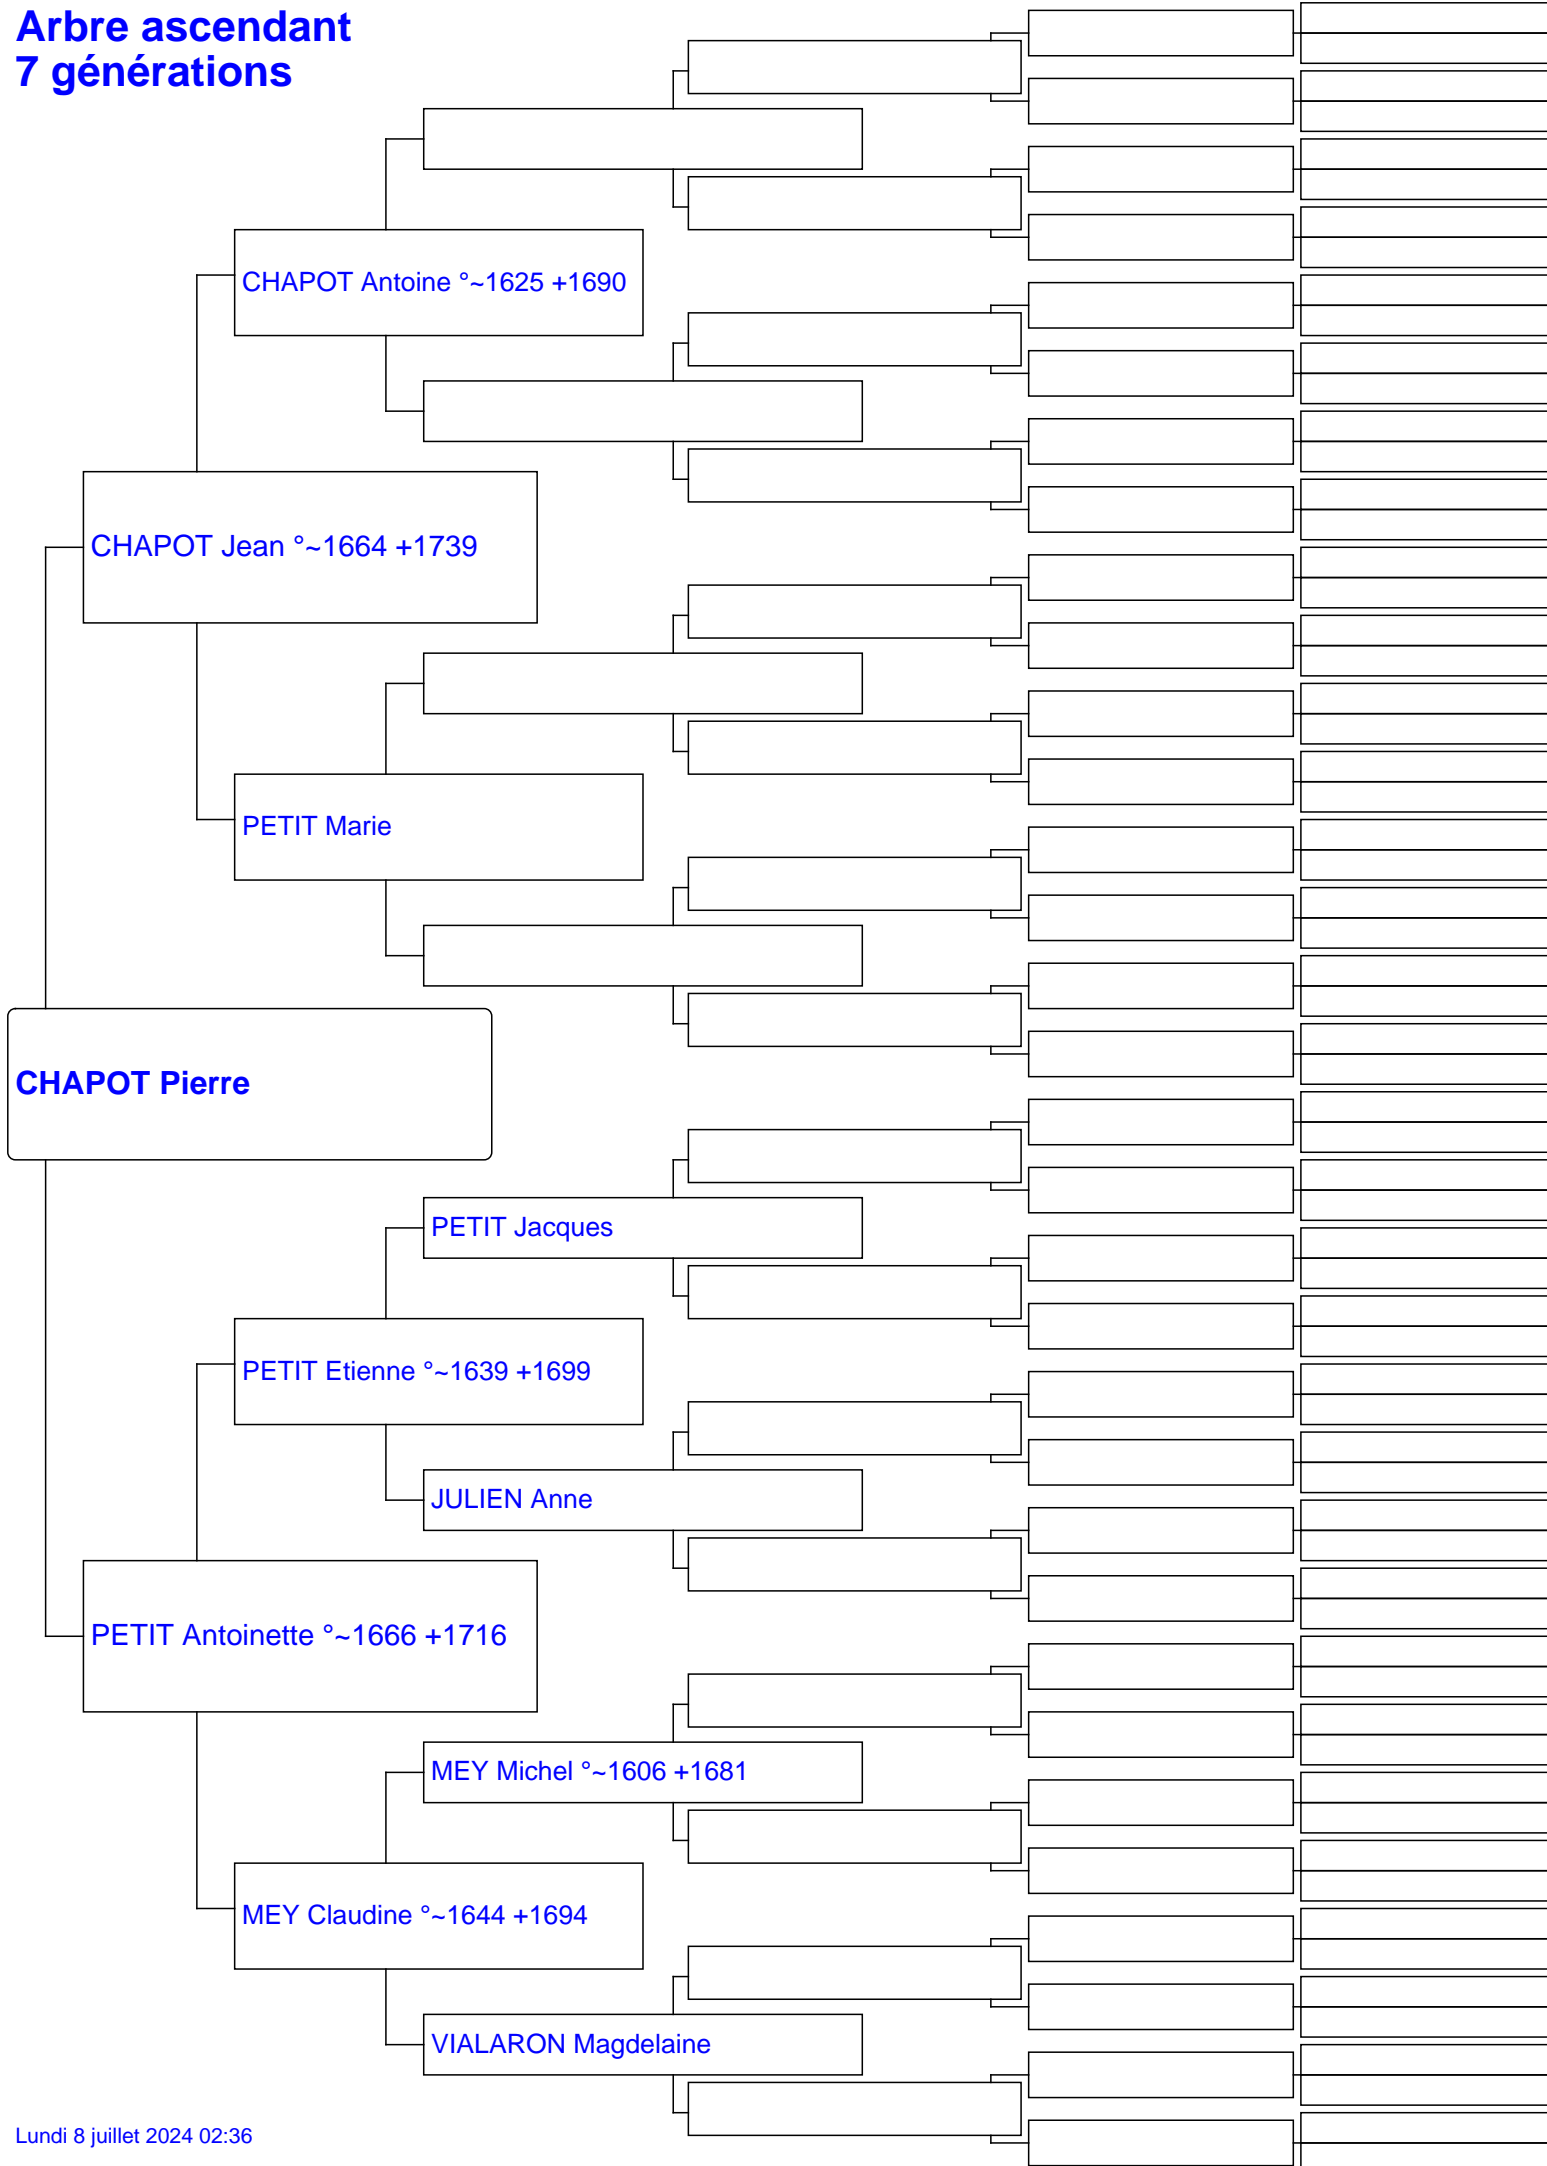 Arbre ascendant
7 générations
CHAPOT Antoine °~1625 +1690
CHAPOT Jean °~1664 +1739
PETIT Marie
CHAPOT Pierre
PETIT Jacques
PETIT Etienne °~1639 +1699
JULIEN Anne
PETIT Antoinette °~1666 +1716
MEY Michel °~1606 +1681
MEY Claudine °~1644 +1694
VIALARON Magdelaine
Lundi 8 juillet 2024 02:36